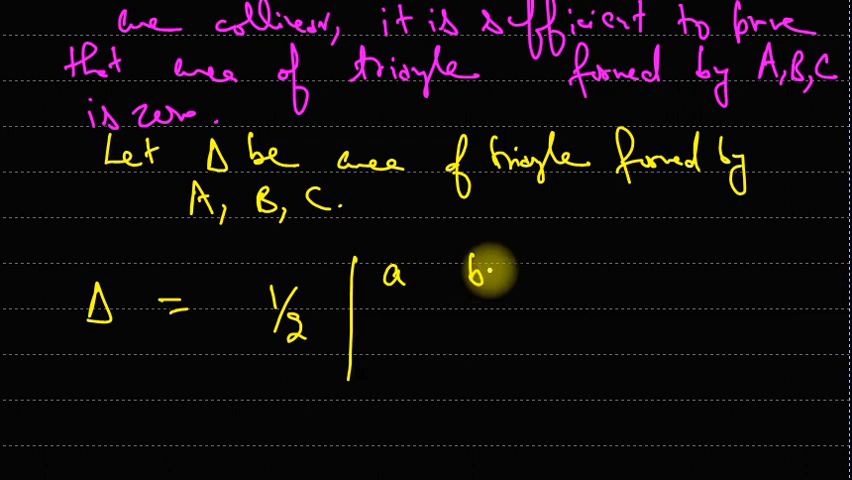 are collinear, it is sufficient to prove
that area of triangle formed by A, B, C
is zero.
Let Δ be area of triangle formed by
A, B, C.
Δ = 1/2 | a b